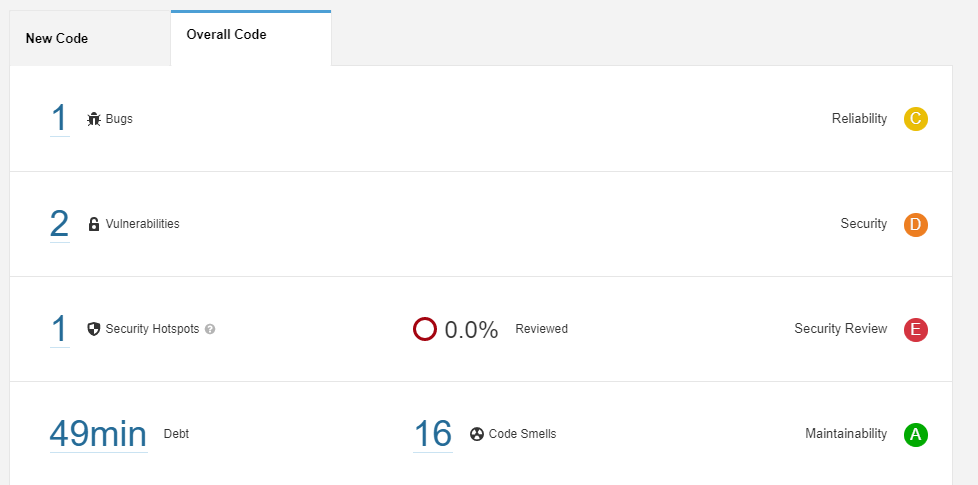 New Code
Overall Code
1 Bugs Reliability C
2 Vulnerabilities Security D
1 Security Hotspots ? 0.0% Reviewed Security Review E
49min Debt 16 Code Smells Maintainability A